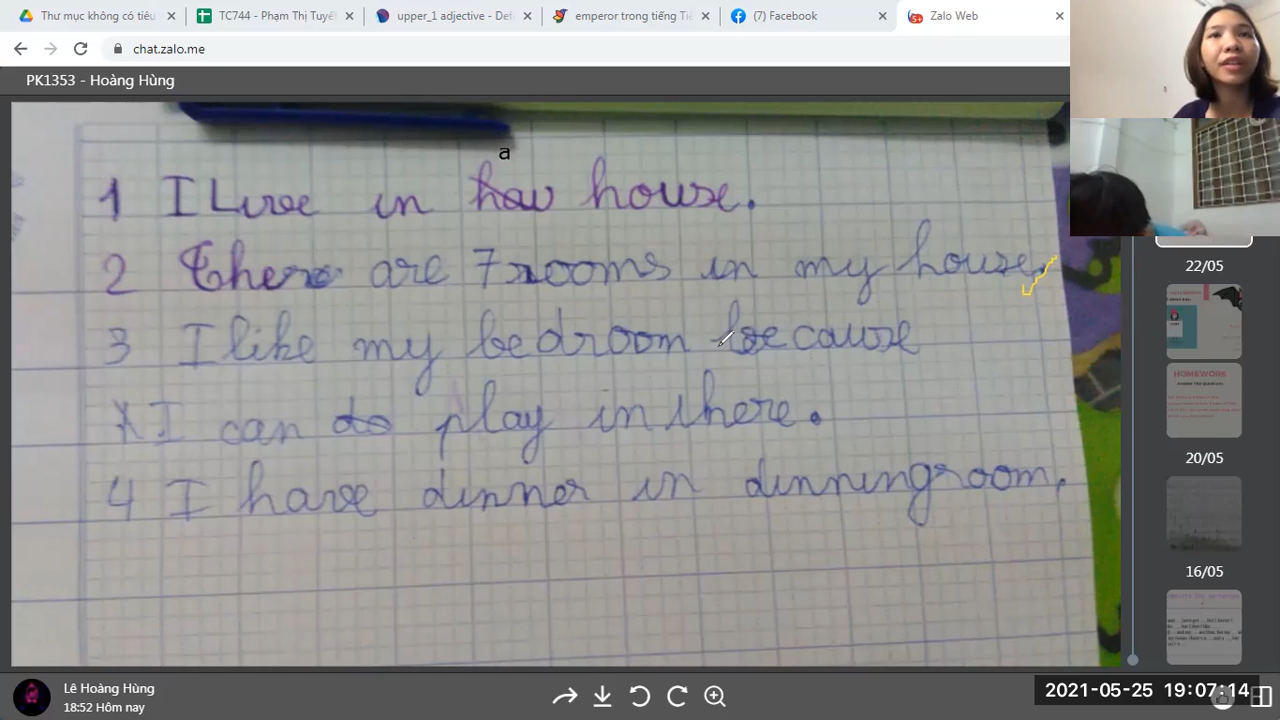 Thư mục không có tiêu
TC744 - Phạm Thị Tuyết
upper_1 adjective - Def
emperor trong tiếng Ti
(7) Facebook
Zalo Web
chat.zalo.me
PK1353 - Hoàng Hùng
a
1 I Live in hau house.
2 There are 7 rooms in my house.
3 I like my bedroom because
I can to play in there.
4 I have dinner in dinningroom.
22/05
HOMEWORK
20/05
16/05
Lê Hoàng Hùng
18:52 Hôm nay
2021-05-25 19:07:14